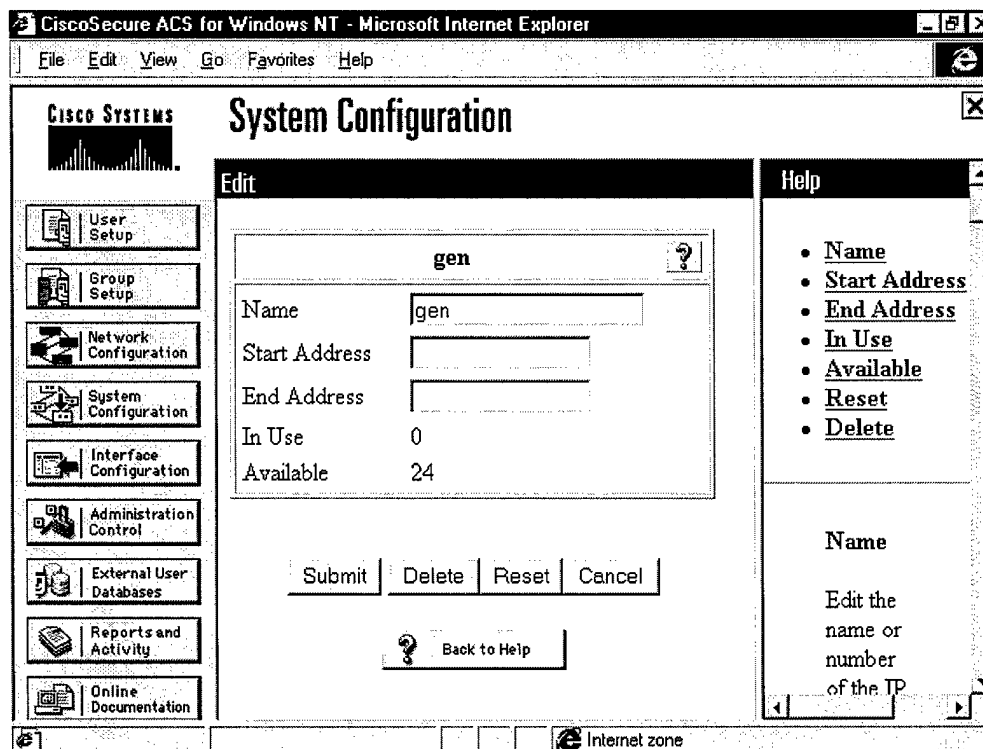 CiscoSecure ACS for Windows NT - Microsoft Internet Explorer
File Edit View Go Favorites Help
CISCO SYSTEMS
System Configuration
User Setup
Group Setup
Network Configuration
System Configuration
Interface Configuration
Administration Control
External User Databases
Reports and Activity
Online Documentation
Edit
gen
Name gen
Start Address
End Address
In Use 0
Available 24
Submit Delete Reset Cancel
Back to Help
Help
Name
Start Address
End Address
In Use
Available
Reset
Delete
Name
Edit the
name or
number
of the IP
Internet zone